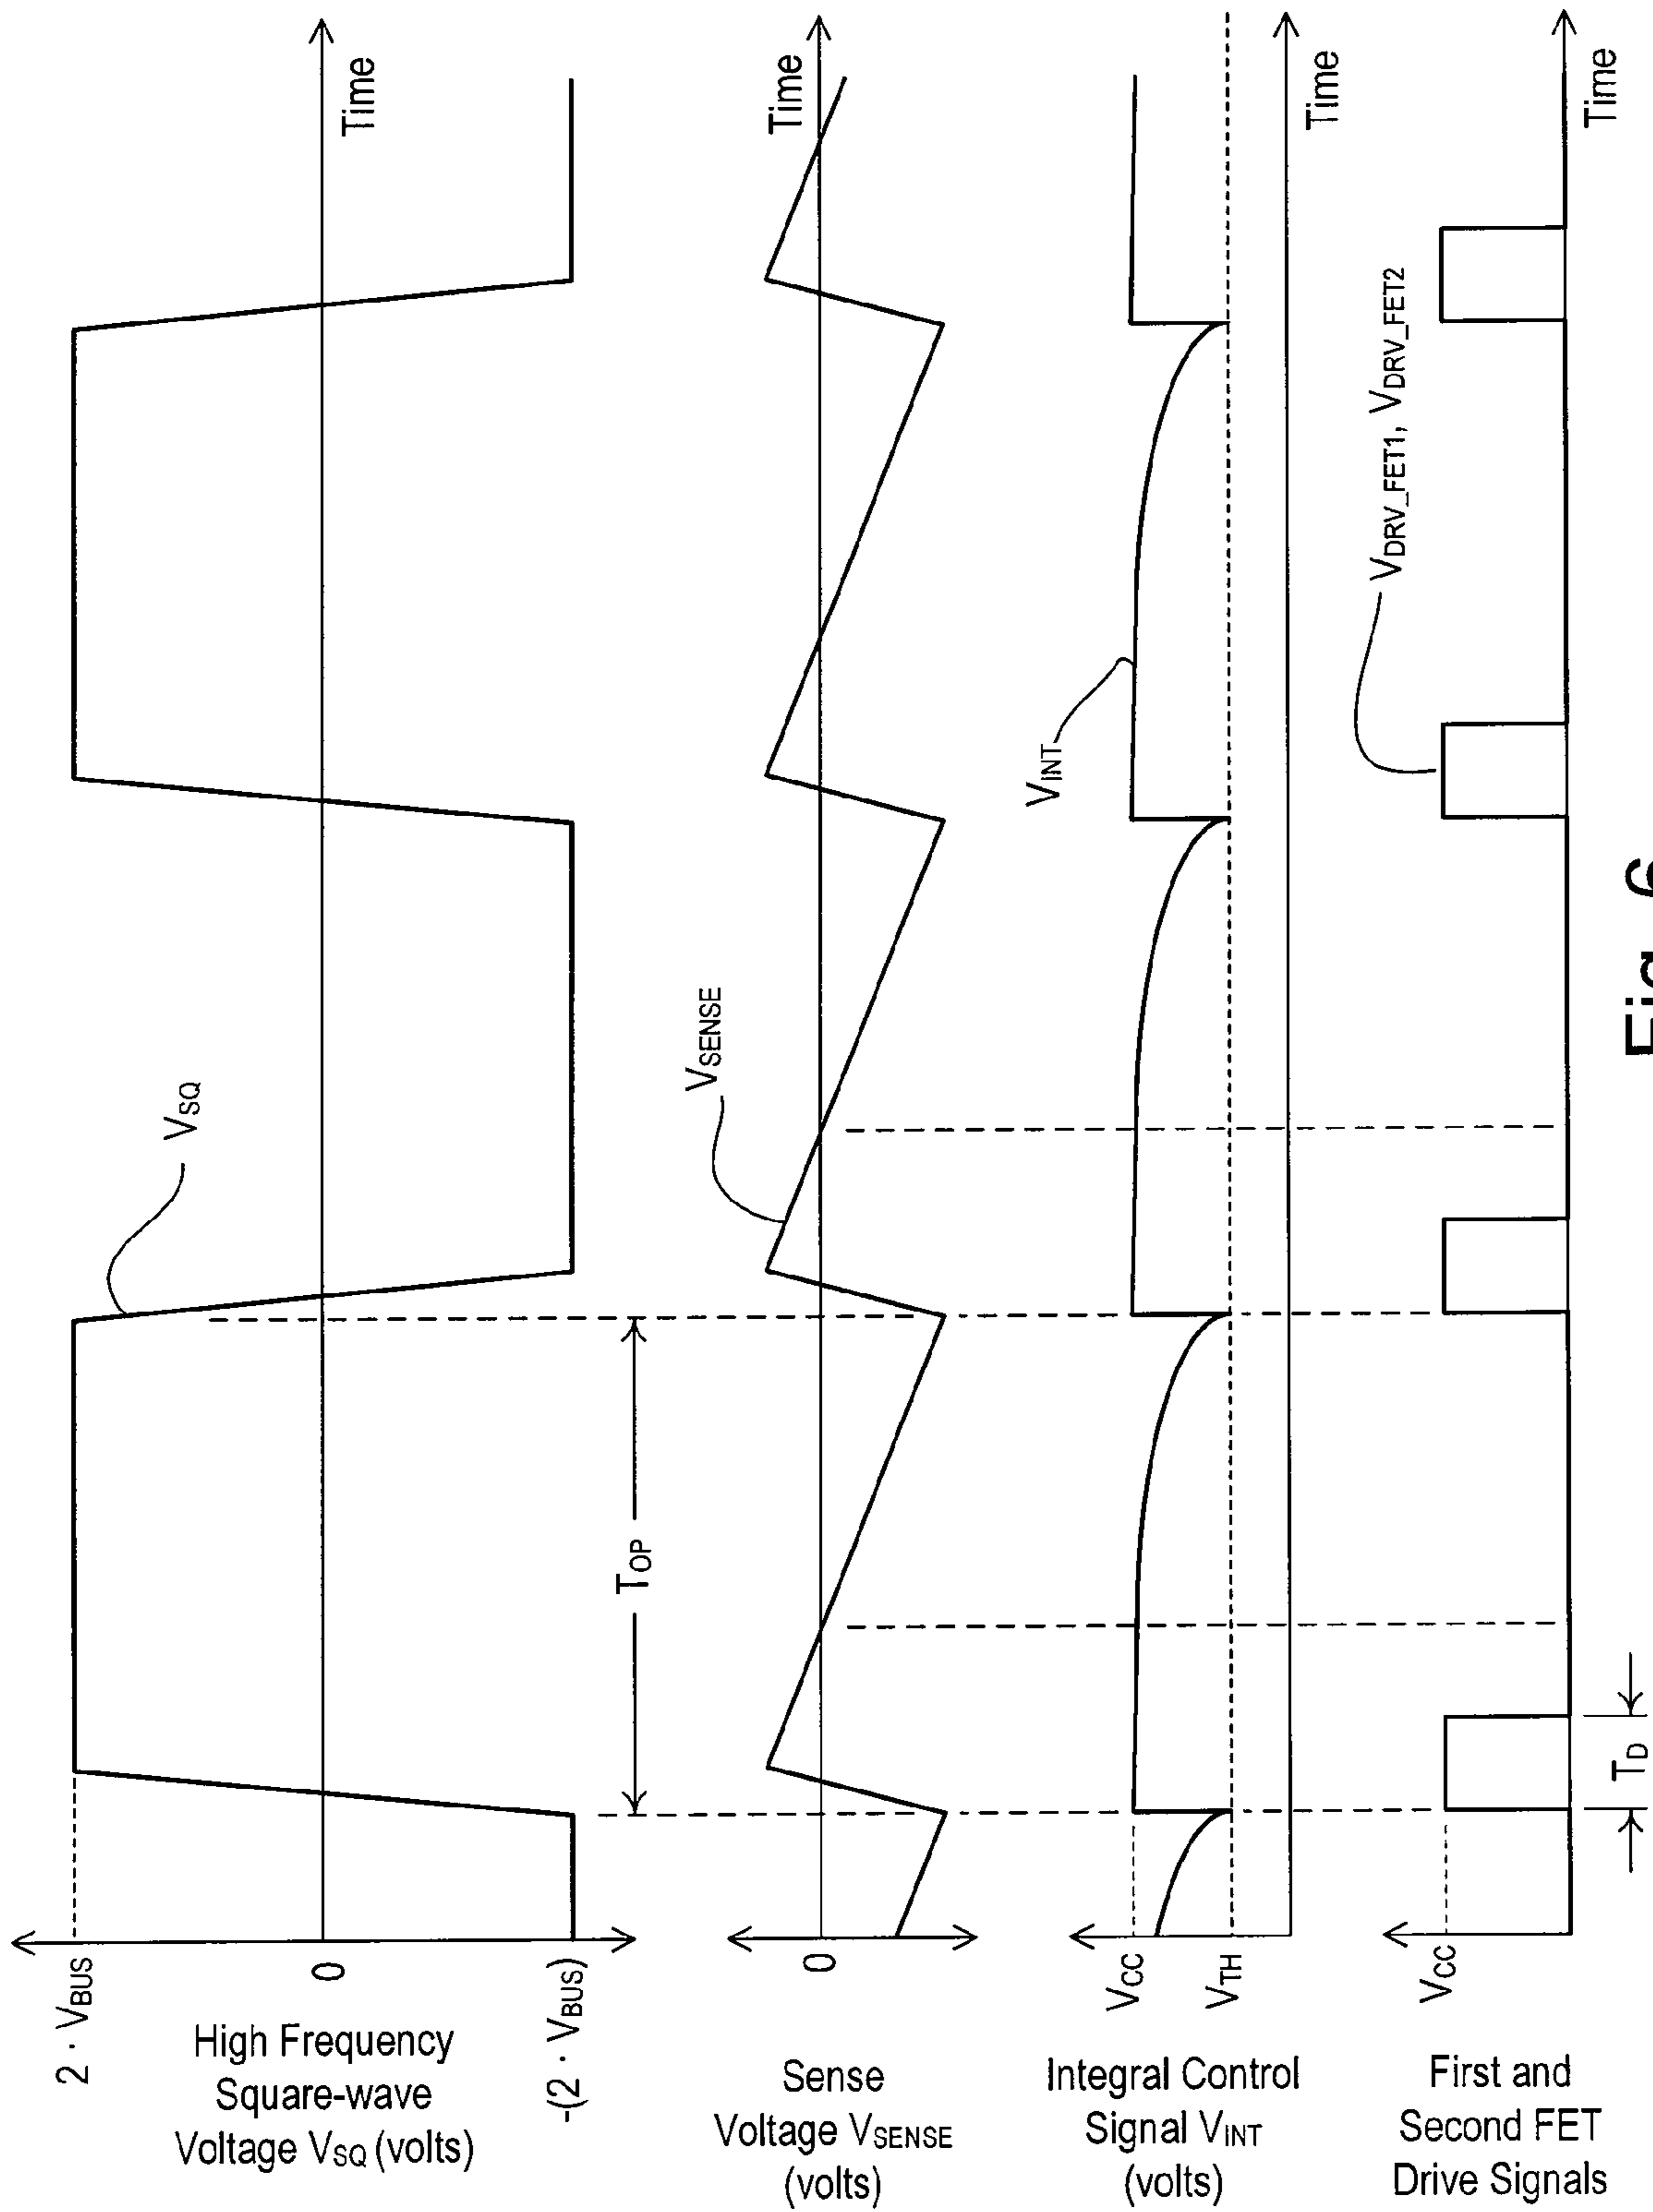 2 · VBUS
0
-(2 · VBUS)
High Frequency
Square-wave
Voltage VSQ (volts)
VSQ
Time
TOP
0
Sense
Voltage VSENSE
(volts)
VSENSE
Time
VCC
VTH
Integral Control
Signal VINT
(volts)
VINT
Time
VCC
First and
Second FET
Drive Signals
VDRV_FET1, VDRV_FET2
Time
TD
Fig. 6